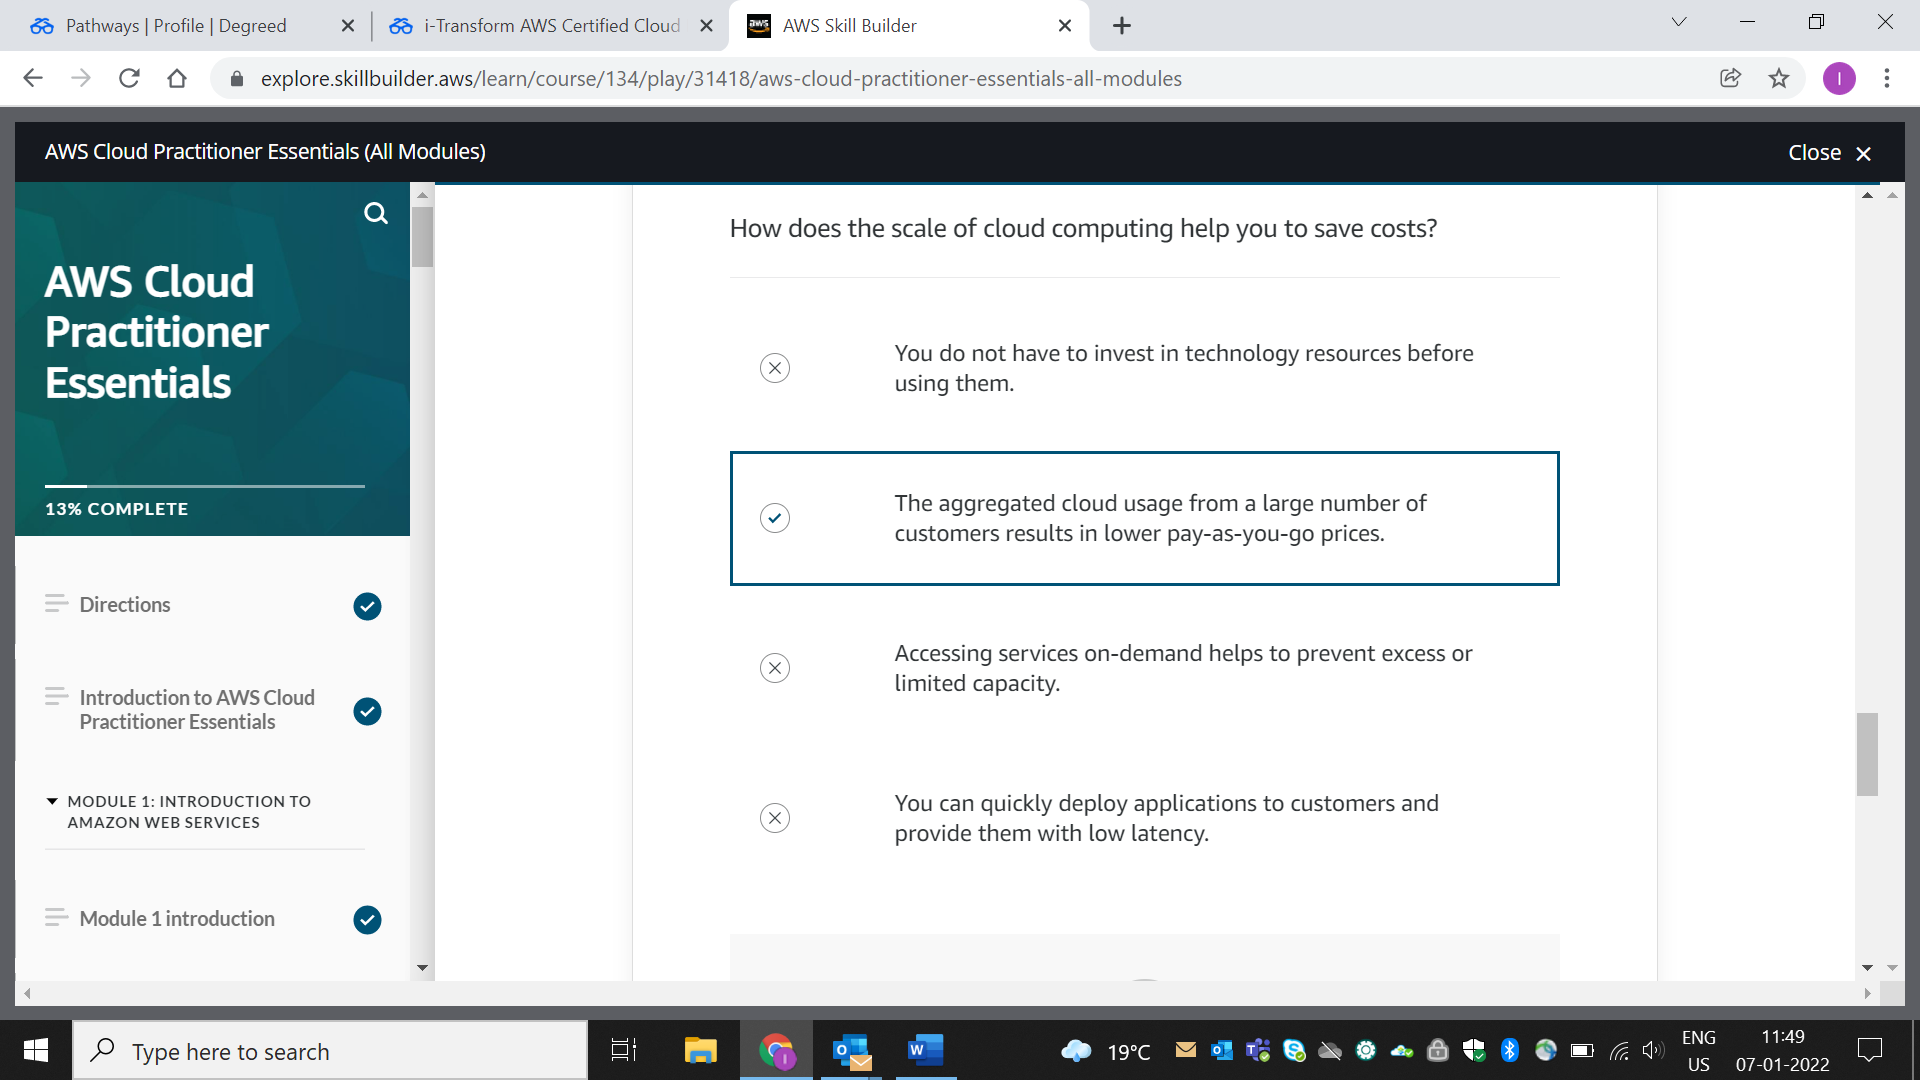 Pathways | Profile | Degreed
i-Transform AWS Certified Cloud
AWS Skill Builder
explore.skillbuilder.aws/learn/course/134/play/31418/aws-cloud-practitioner-essentials-all-modules
I
AWS Cloud Practitioner Essentials (All Modules)
Close
AWS Cloud
Practitioner
Essentials
13% COMPLETE
Directions
Introduction to AWS Cloud
Practitioner Essentials
MODULE 1: INTRODUCTION TO
AMAZON WEB SERVICES
Module 1 introduction
How does the scale of cloud computing help you to save costs?
You do not have to invest in technology resources before
using them.
The aggregated cloud usage from a large number of
customers results in lower pay-as-you-go prices.
Accessing services on-demand helps to prevent excess or
limited capacity.
You can quickly deploy applications to customers and
provide them with low latency.
Type here to search
19°C
ENG
US
11:49
07-01-2022